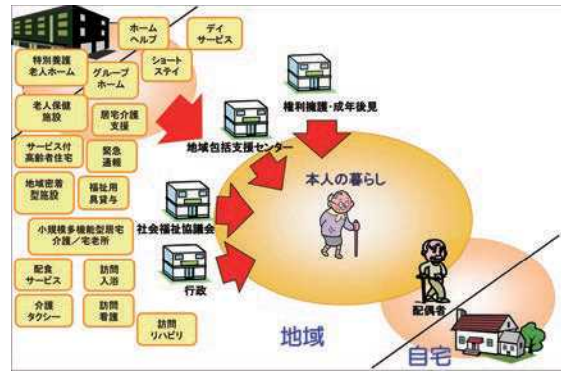 ホーム
ヘルプ
デイ
サービス
特別養護
老人ホーム
グループ
ホーム
ショート
ステイ
老人保健
施設
居宅介護
支援
サービス付
高齢者住宅
緊急
通報
地域密着
型施設
福祉用
具貸与
小規模多機能型居宅
介護/宅老所
配食
サービス
訪問
入浴
介護
タクシー
訪問
看護
訪問
リハビリ
権利擁護・成年後見
地域包括支援センター
社会福祉協議会
行政
本人の暮らし
配偶者
地域
自宅